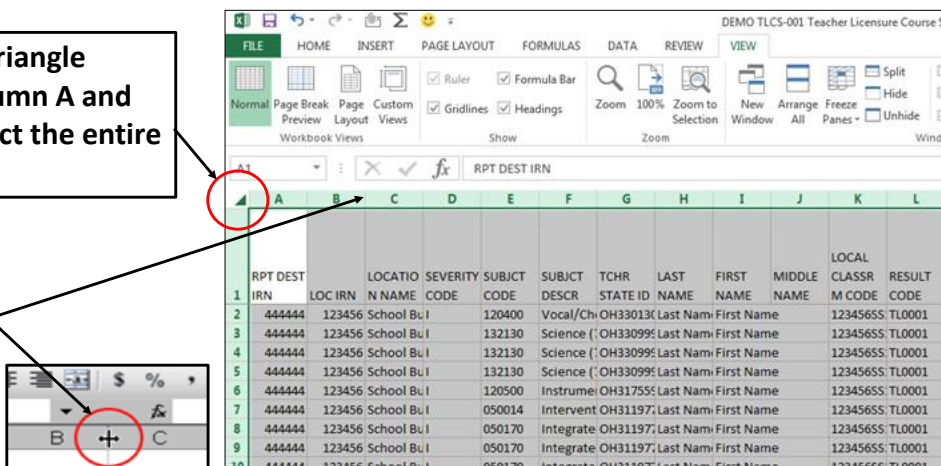 DEMO TLCS-001 Teacher Licensure Course
FILE HOME INSERT PAGE LAYOUT FORMULAS DATA REVIEW VIEW
riangle
umn A and
ct the entire
Normal Page Break Preview Page Layout Custom Views
Ruler Formula Bar
Gridlines Headings
Zoom 100% Zoom to Selection
New Window Arrange All Freeze Panes
Split
Hide
Unhide
Workbook Views Show Zoom Wind
A1 fx RPT DEST IRN
A B C D E F G H I J K L
1 RPT DEST IRN LOC IRN LOCATIO N NAME SEVERITY CODE SUBJCT CODE SUBJCT DESCR TCHR STATE ID LAST NAME FIRST NAME MIDDLE NAME LOCAL CLASSR M CODE RESULT CODE
2 444444 123456 School Bu I 120400 Vocal/Ch OH33013 Last Nam First Name 123456SS TL0001
3 444444 123456 School Bu I 132130 Science ( OH33099 Last Nam First Name 123456SS TL0001
4 444444 123456 School Bu I 132130 Science ( OH33099 Last Nam First Name 123456SS TL0001
5 444444 123456 School Bu I 132130 Science ( OH33099 Last Nam First Name 123456SS TL0001
6 444444 123456 School Bu I 120500 Instrume OH31755 Last Nam First Name 123456SS TL0001
7 444444 123456 School Bu I 050014 Intervent OH31197 Last Nam First Name 123456SS TL0001
8 444444 123456 School Bu I 050170 Integrate OH31197 Last Nam First Name 123456SS TL0001
9 444444 123456 School Bu I 050170 Integrate OH31197 Last Nam First Name 123456SS TL0001
$ % ,
fx
B C